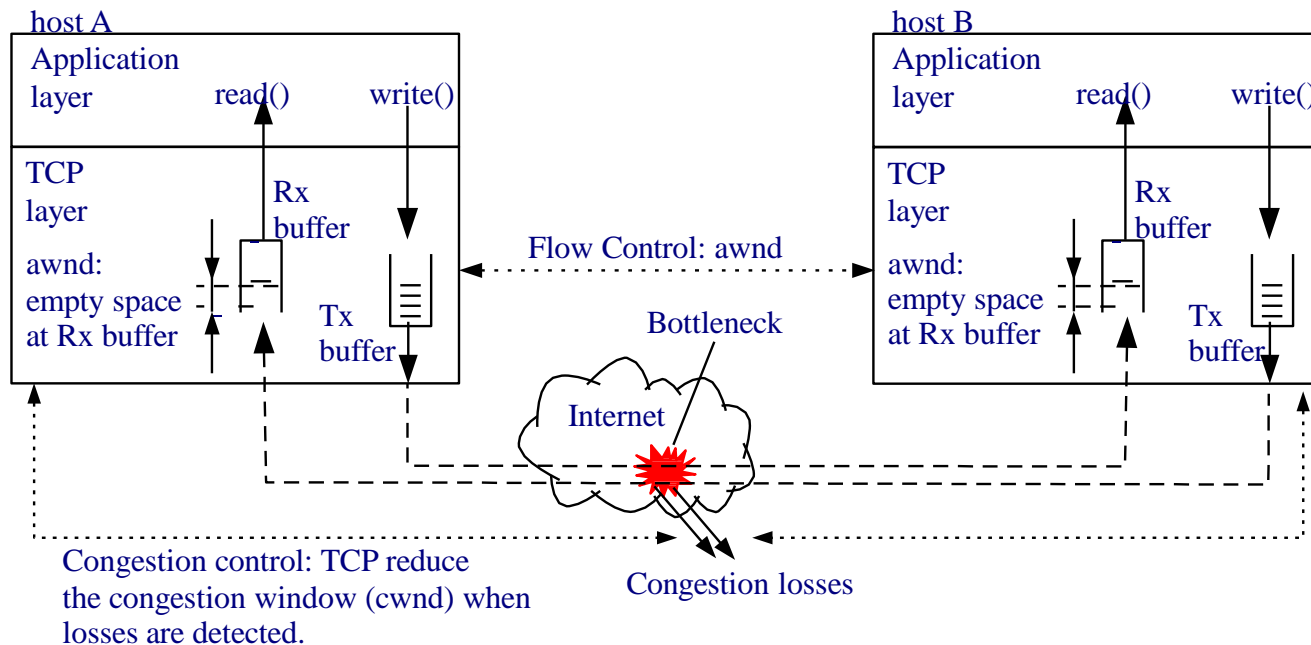 host A
Application
layer
read()
write()
TCP
layer
Rx
buffer
awnd:
empty space
at Rx buffer
Tx
buffer
Flow Control: awnd
Bottleneck
Internet
host B
Application
layer
read()
write()
TCP
layer
Rx
buffer
awnd:
empty space
at Rx buffer
Tx
buffer
Congestion control: TCP reduce
the congestion window (cwnd) when
losses are detected.
Congestion losses